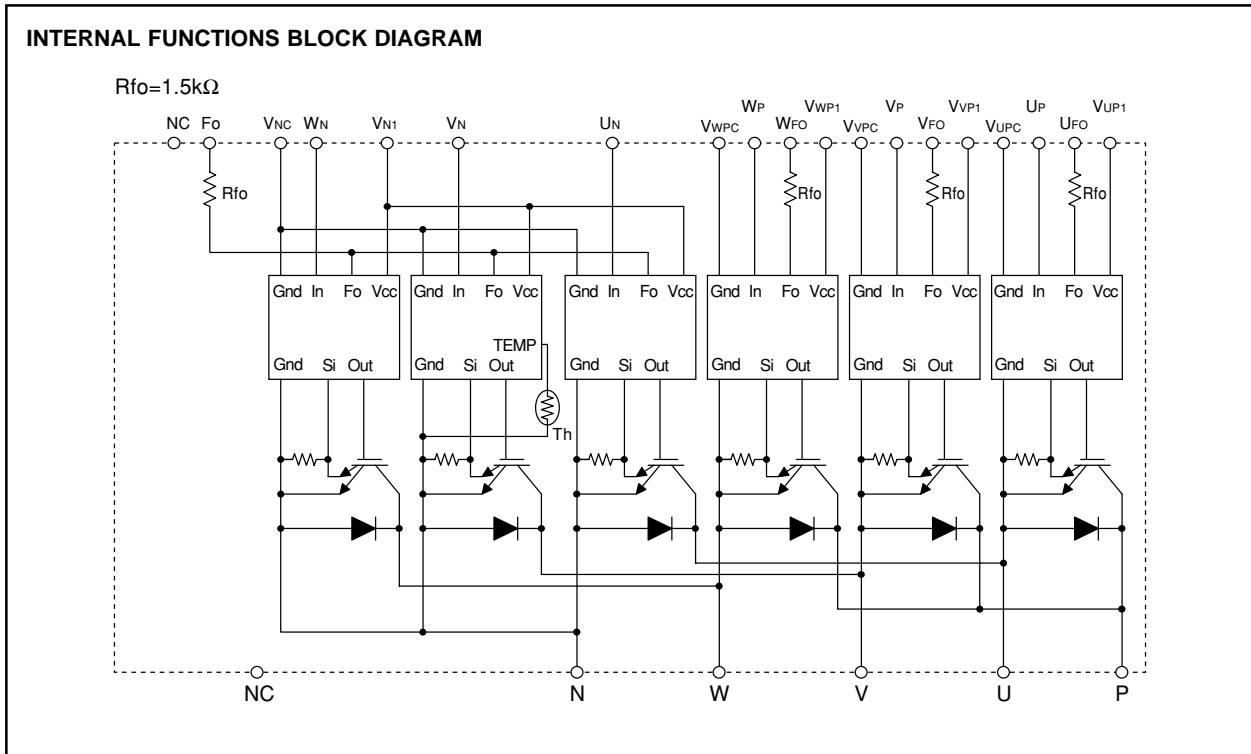 INTERNAL FUNCTIONS BLOCK DIAGRAM
Rfo=1.5kΩ
NC Fo VNC WN VN1 VN UN VWPC WP WFO VWP1 VVPC VP VFO VVP1 VUPC UP UFO VUP1
Rfo Rfo Rfo Rfo
Gnd In Fo Vcc Gnd In Fo Vcc Gnd In Fo Vcc Gnd In Fo Vcc Gnd In Fo Vcc Gnd In Fo Vcc
TEMP
Gnd Si Out Gnd Si Out Gnd Si Out Gnd Si Out Gnd Si Out Gnd Si Out
Th
NC N W V U P